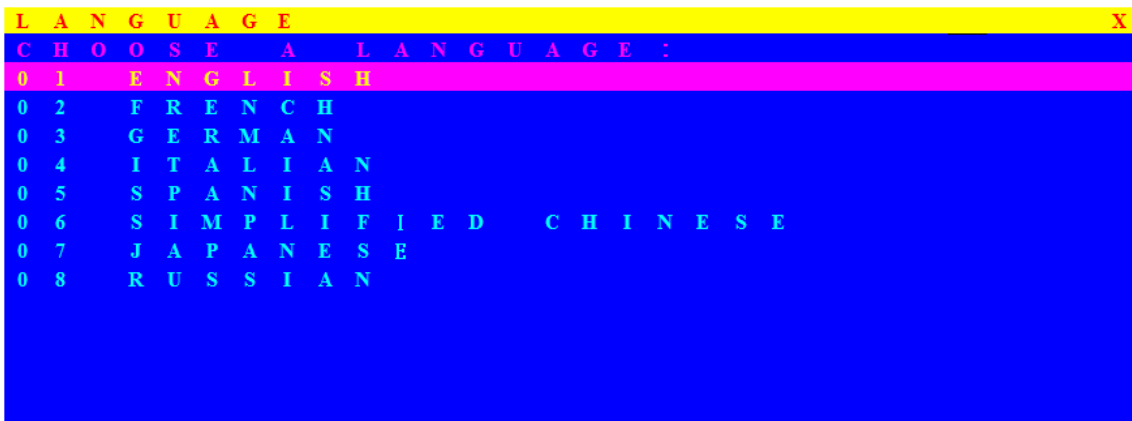 LANGUAGE X
CHOOSE A LANGUAGE:
01 ENGLISH
02 FRENCH
03 GERMAN
04 ITALIAN
05 SPANISH
06 SIMPLIFIED CHINESE
07 JAPANESE
08 RUSSIAN